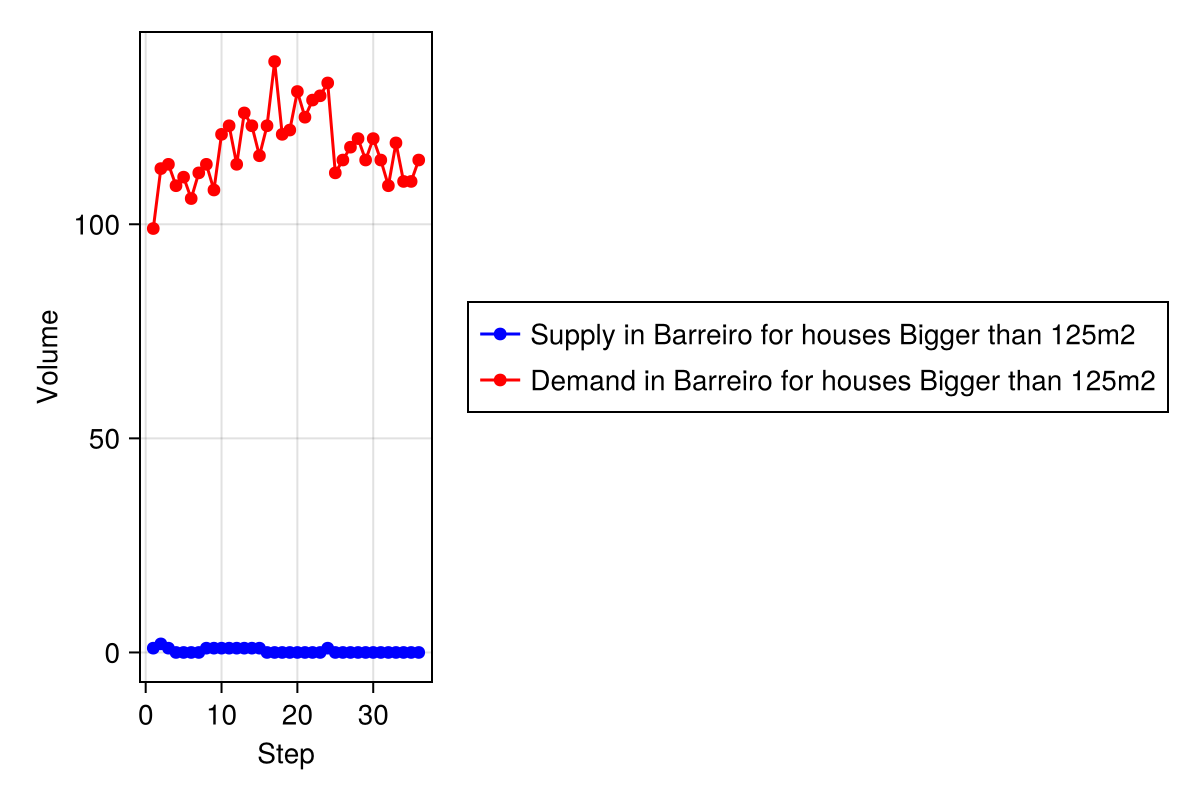 Volume
100
50
0
0 10 20 30
Step
Supply in Barreiro for houses Bigger than 125m2
Demand in Barreiro for houses Bigger than 125m2